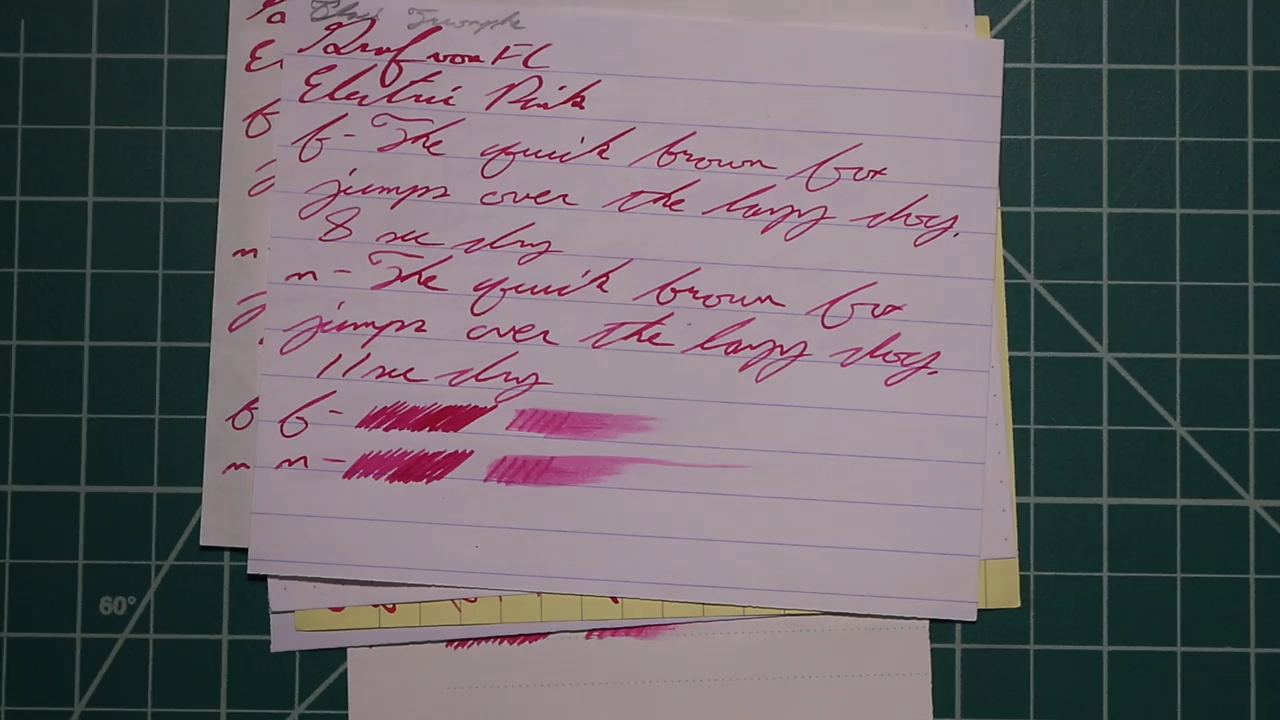 Graf von FC
Electric Pink
f- The quick brown fox
jumps over the lazy dog.
8 sec dry
m- The quick brown fox
jumps over the lazy dog.
11 sec dry
f f-
m m-
60°